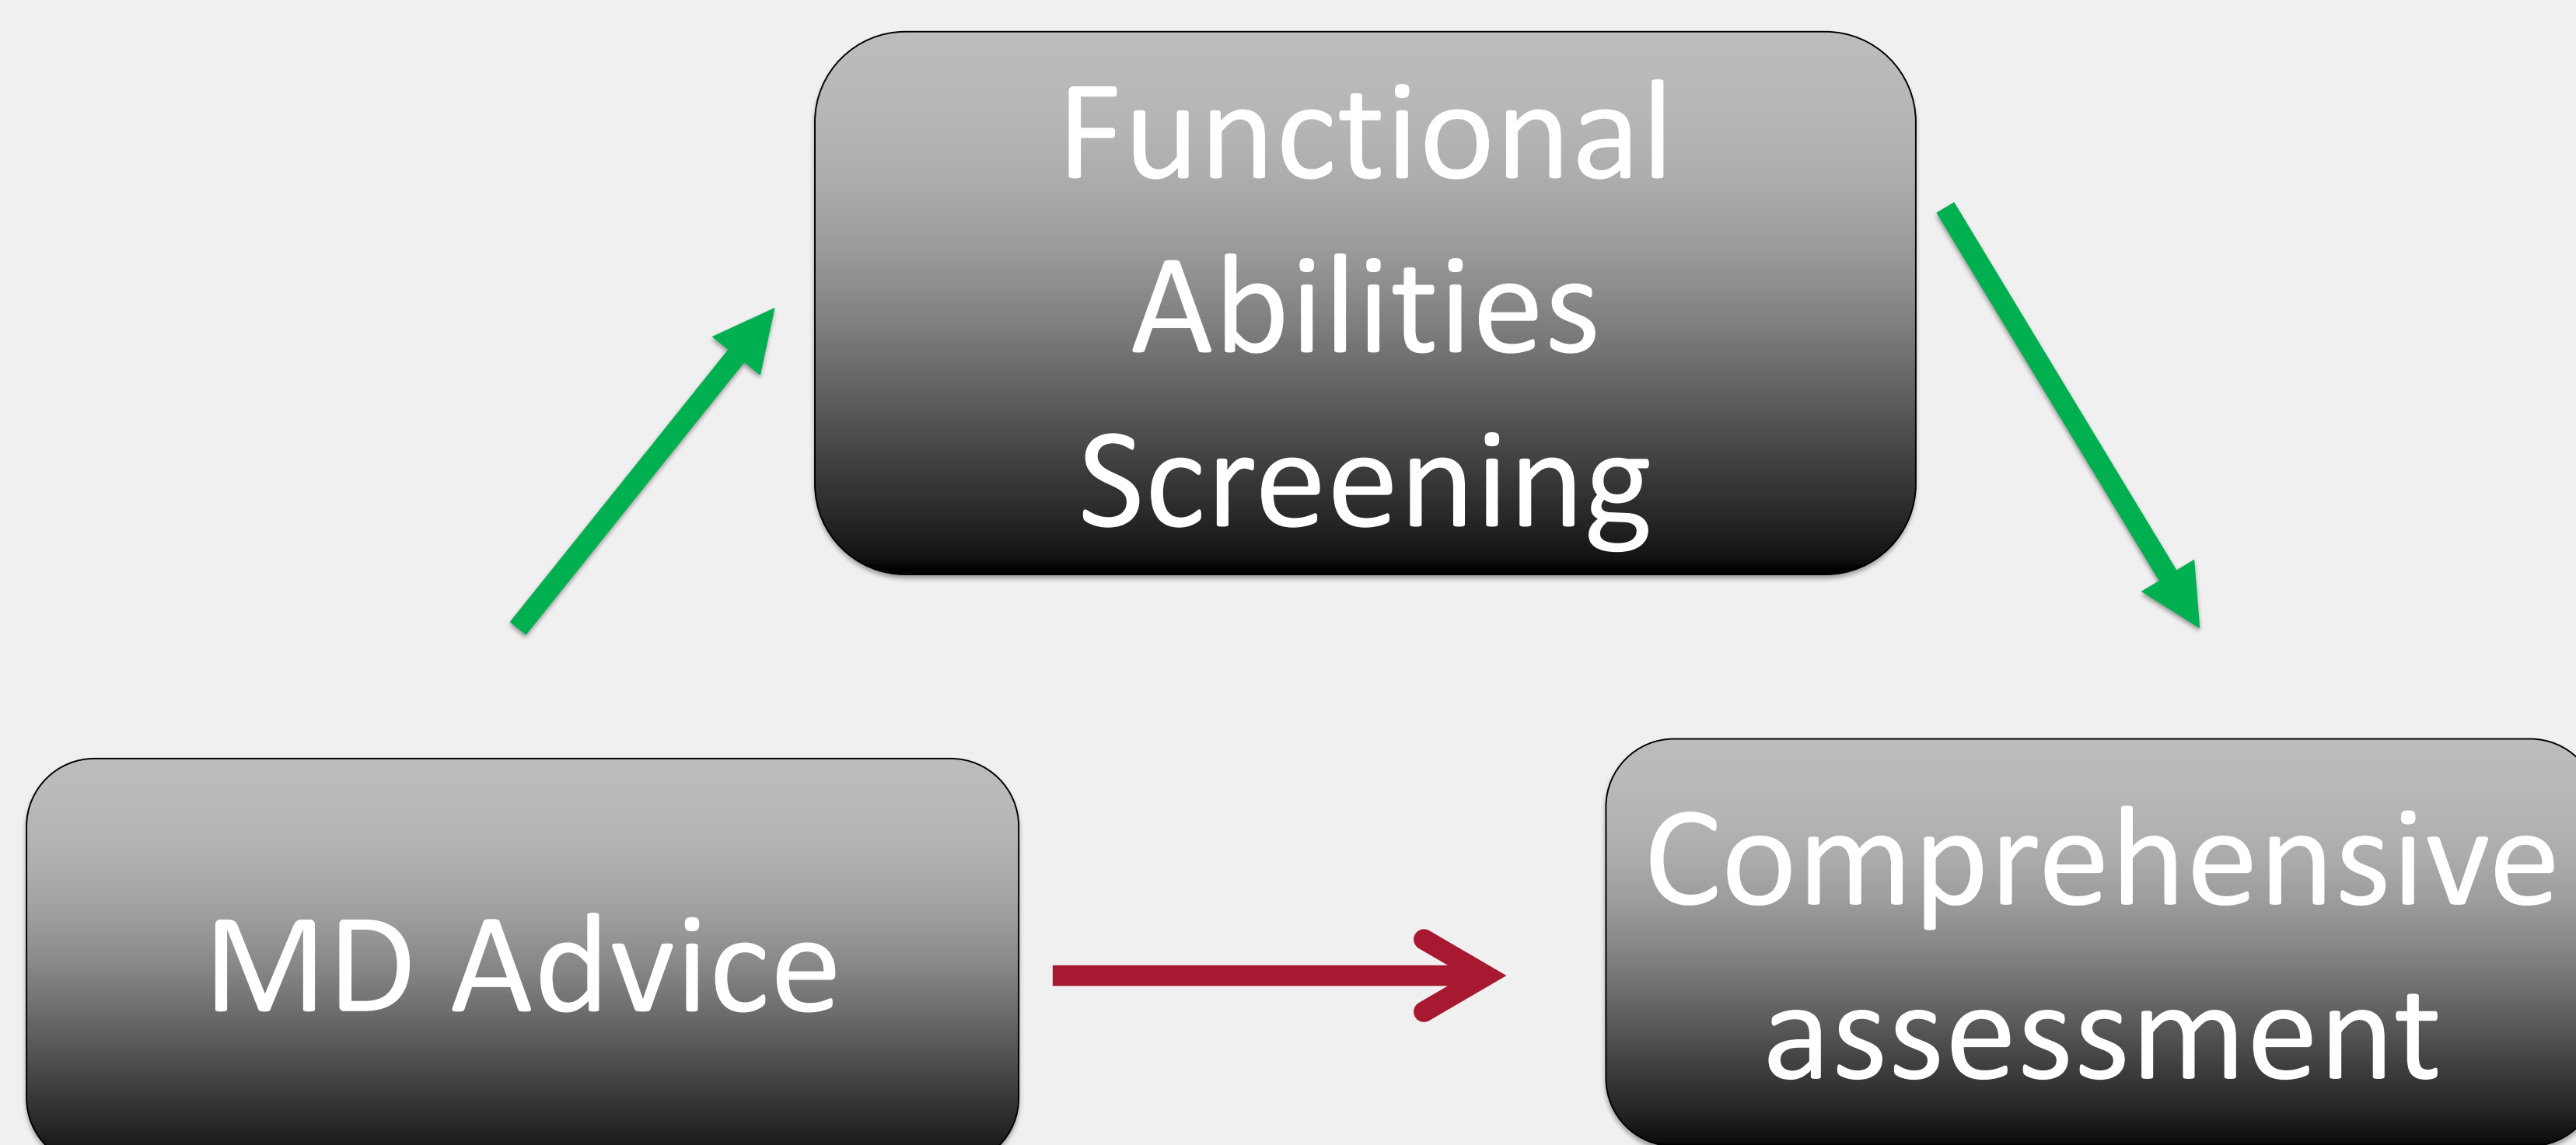 Functional
Abilities
Screening
MD Advice
Comprehensive
assessment